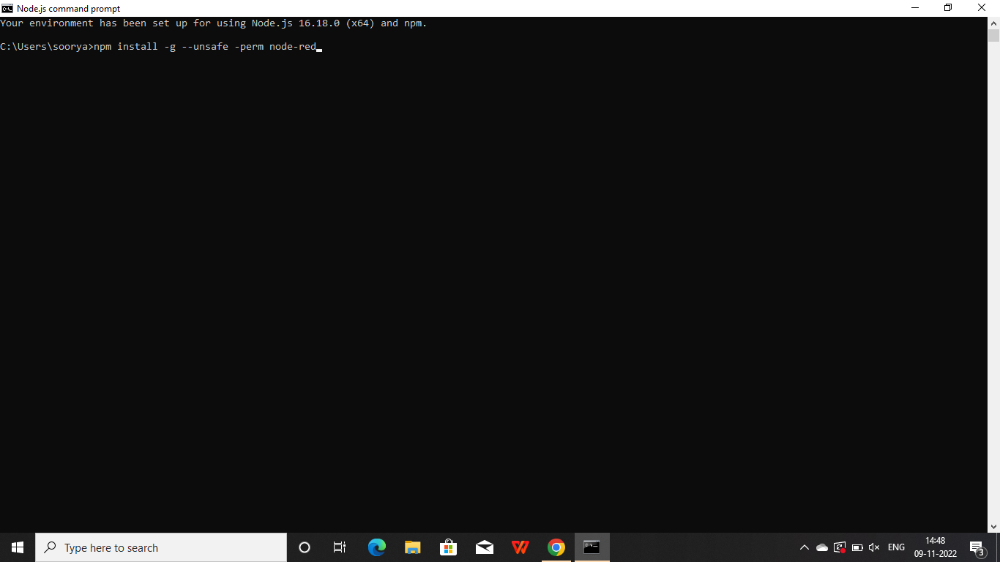 Node.js command prompt
Your environment has been set up for using Node.js 16.18.0 (x64) and npm.
C:\Users\soorya>npm install -g --unsafe -perm node-red
Type here to search
ENG
14:48
09-11-2022
3